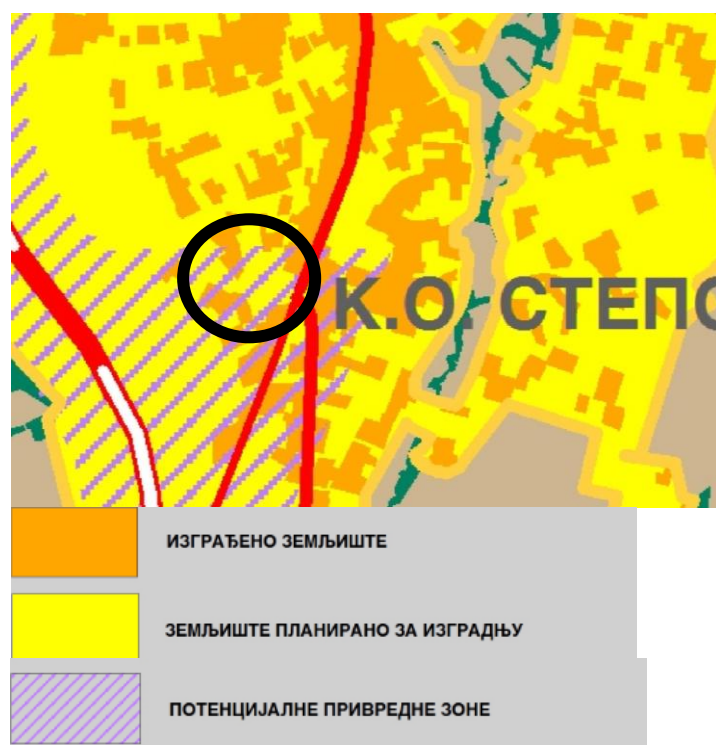 К.О. СТЕПО
ИЗГРАЂЕНО ЗЕМЉИШТЕ
ЗЕМЉИШТЕ ПЛАНИРАНО ЗА ИЗГРАДЊУ
ПОТЕНЦИЈАЛНЕ ПРИВРЕДНЕ ЗОНЕ